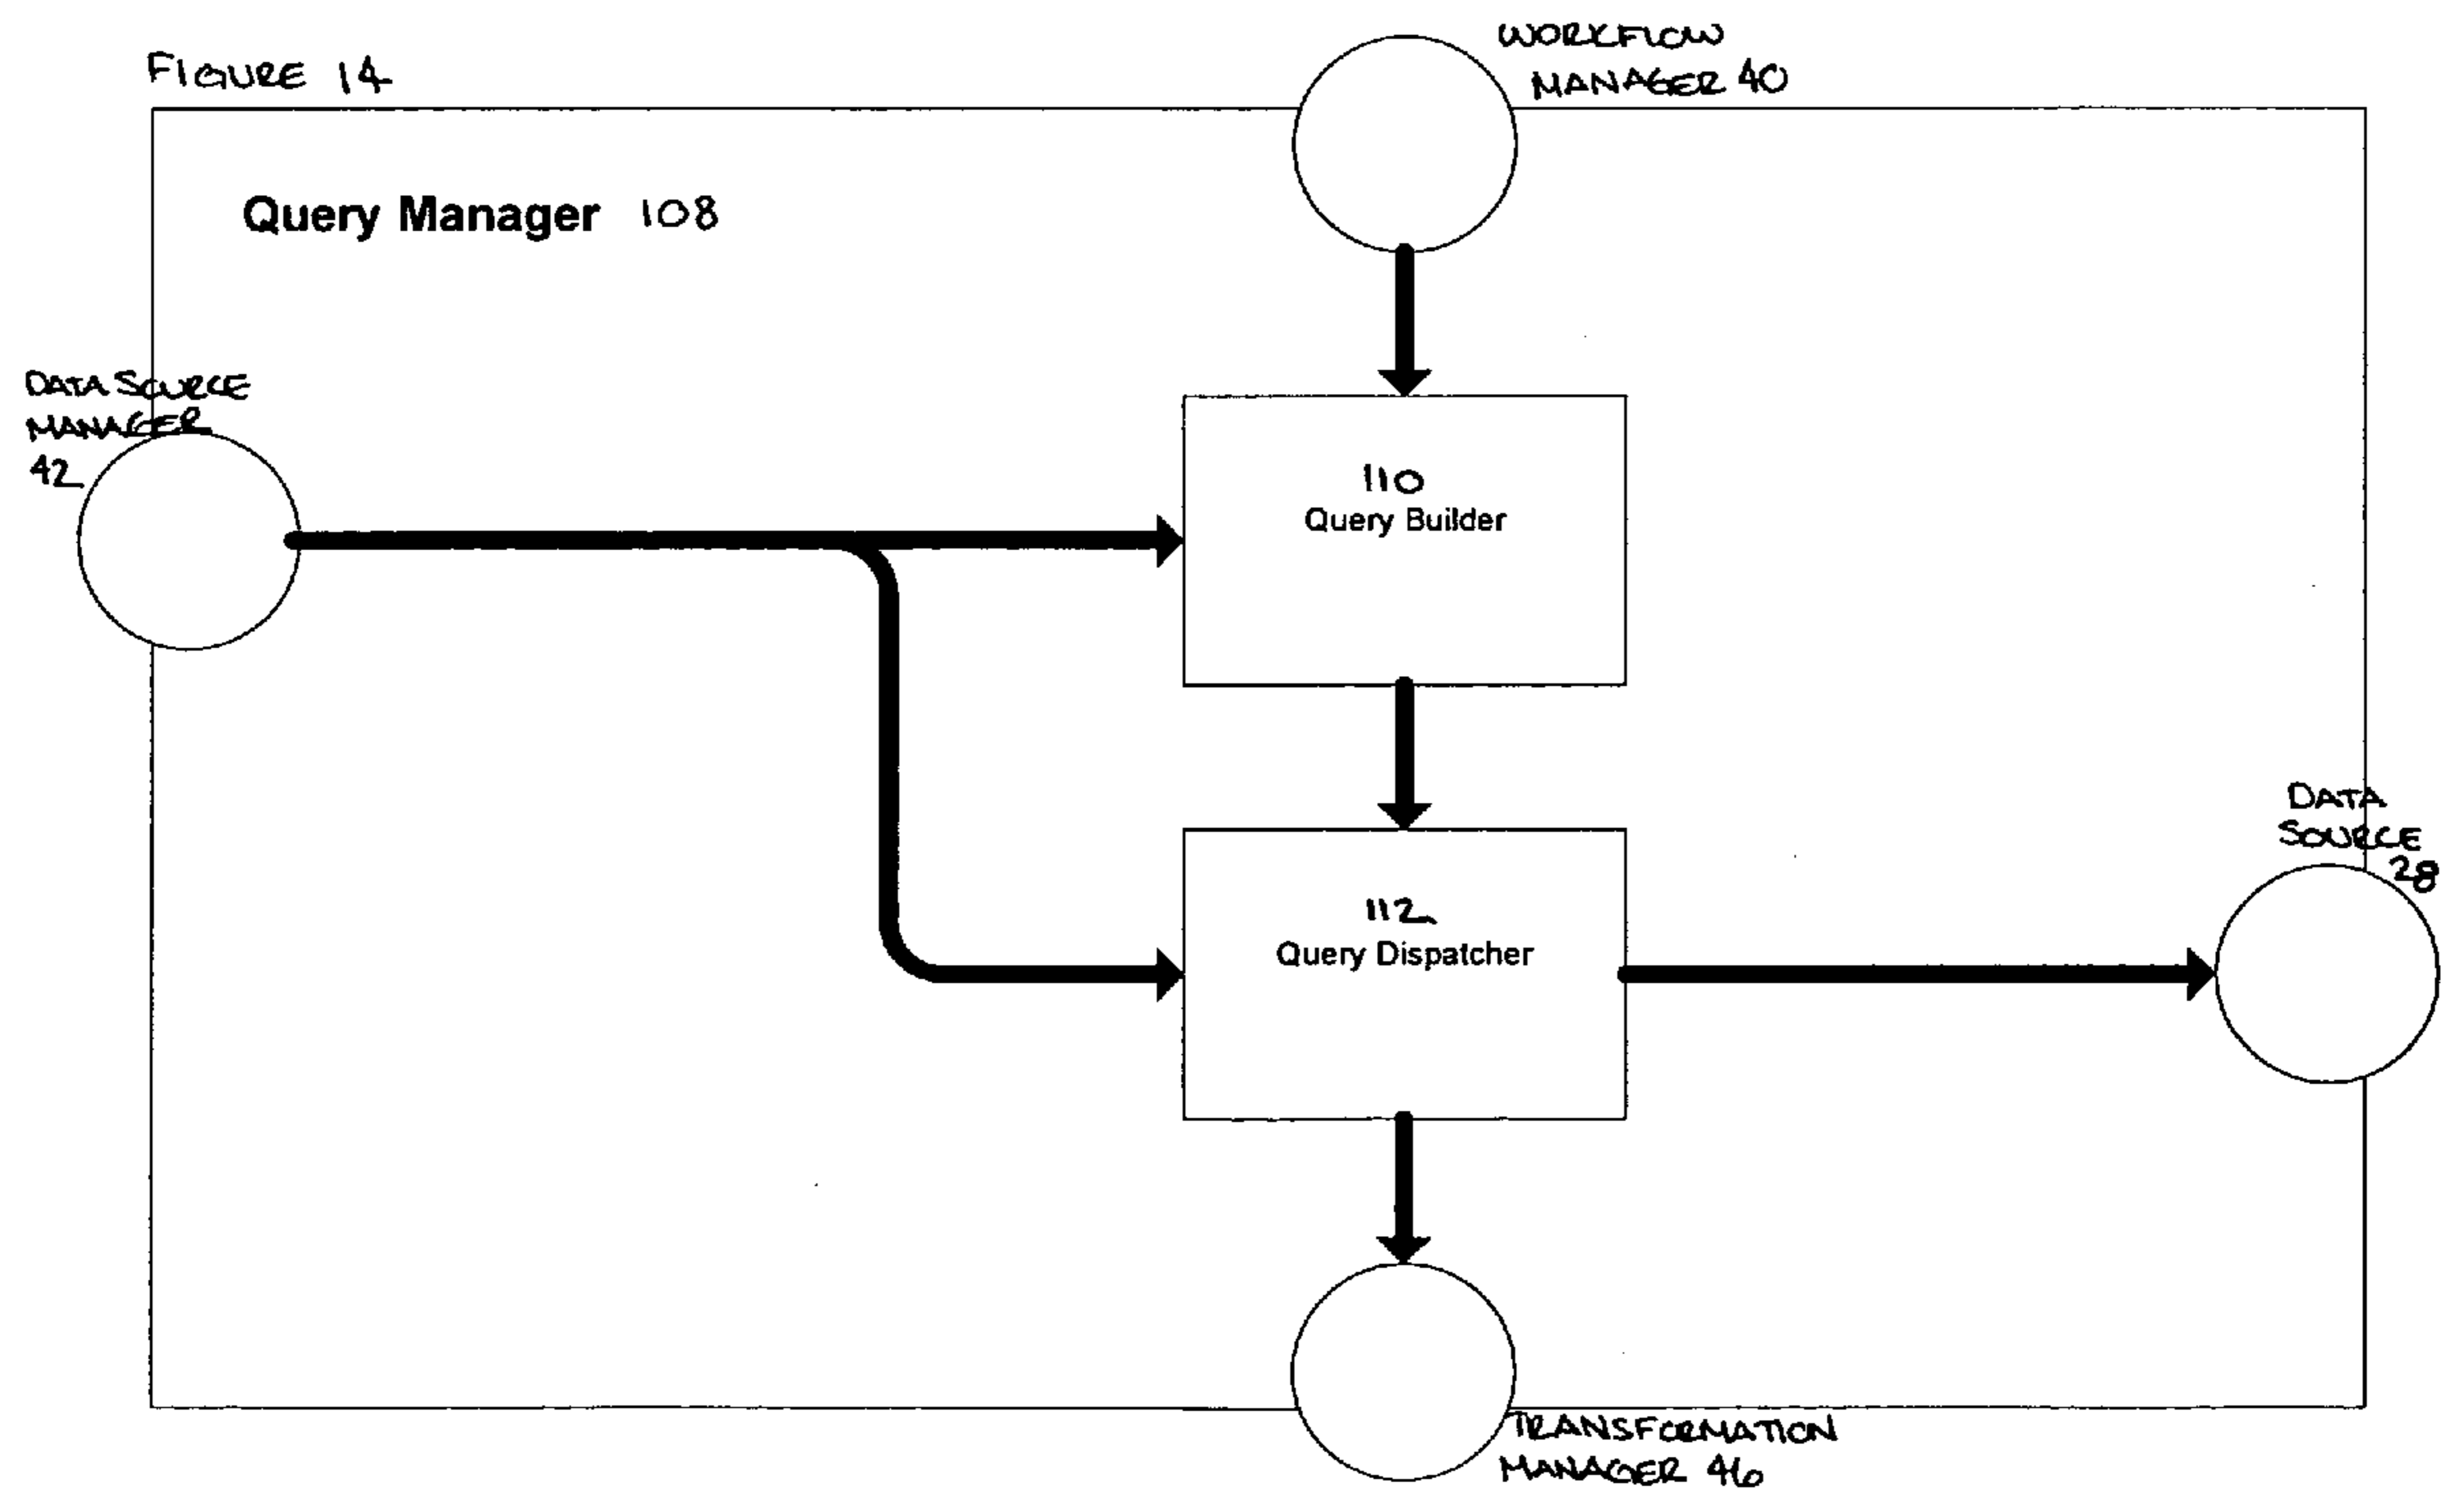 FIGURE 14
WORKFLOW
MANAGER 40
Query Manager 108
DATA SOURCE
MANAGER
42
110
Query Builder
DATA
SOURCE
28
112
Query Dispatcher
TRANSFORMATION
MANAGER 46